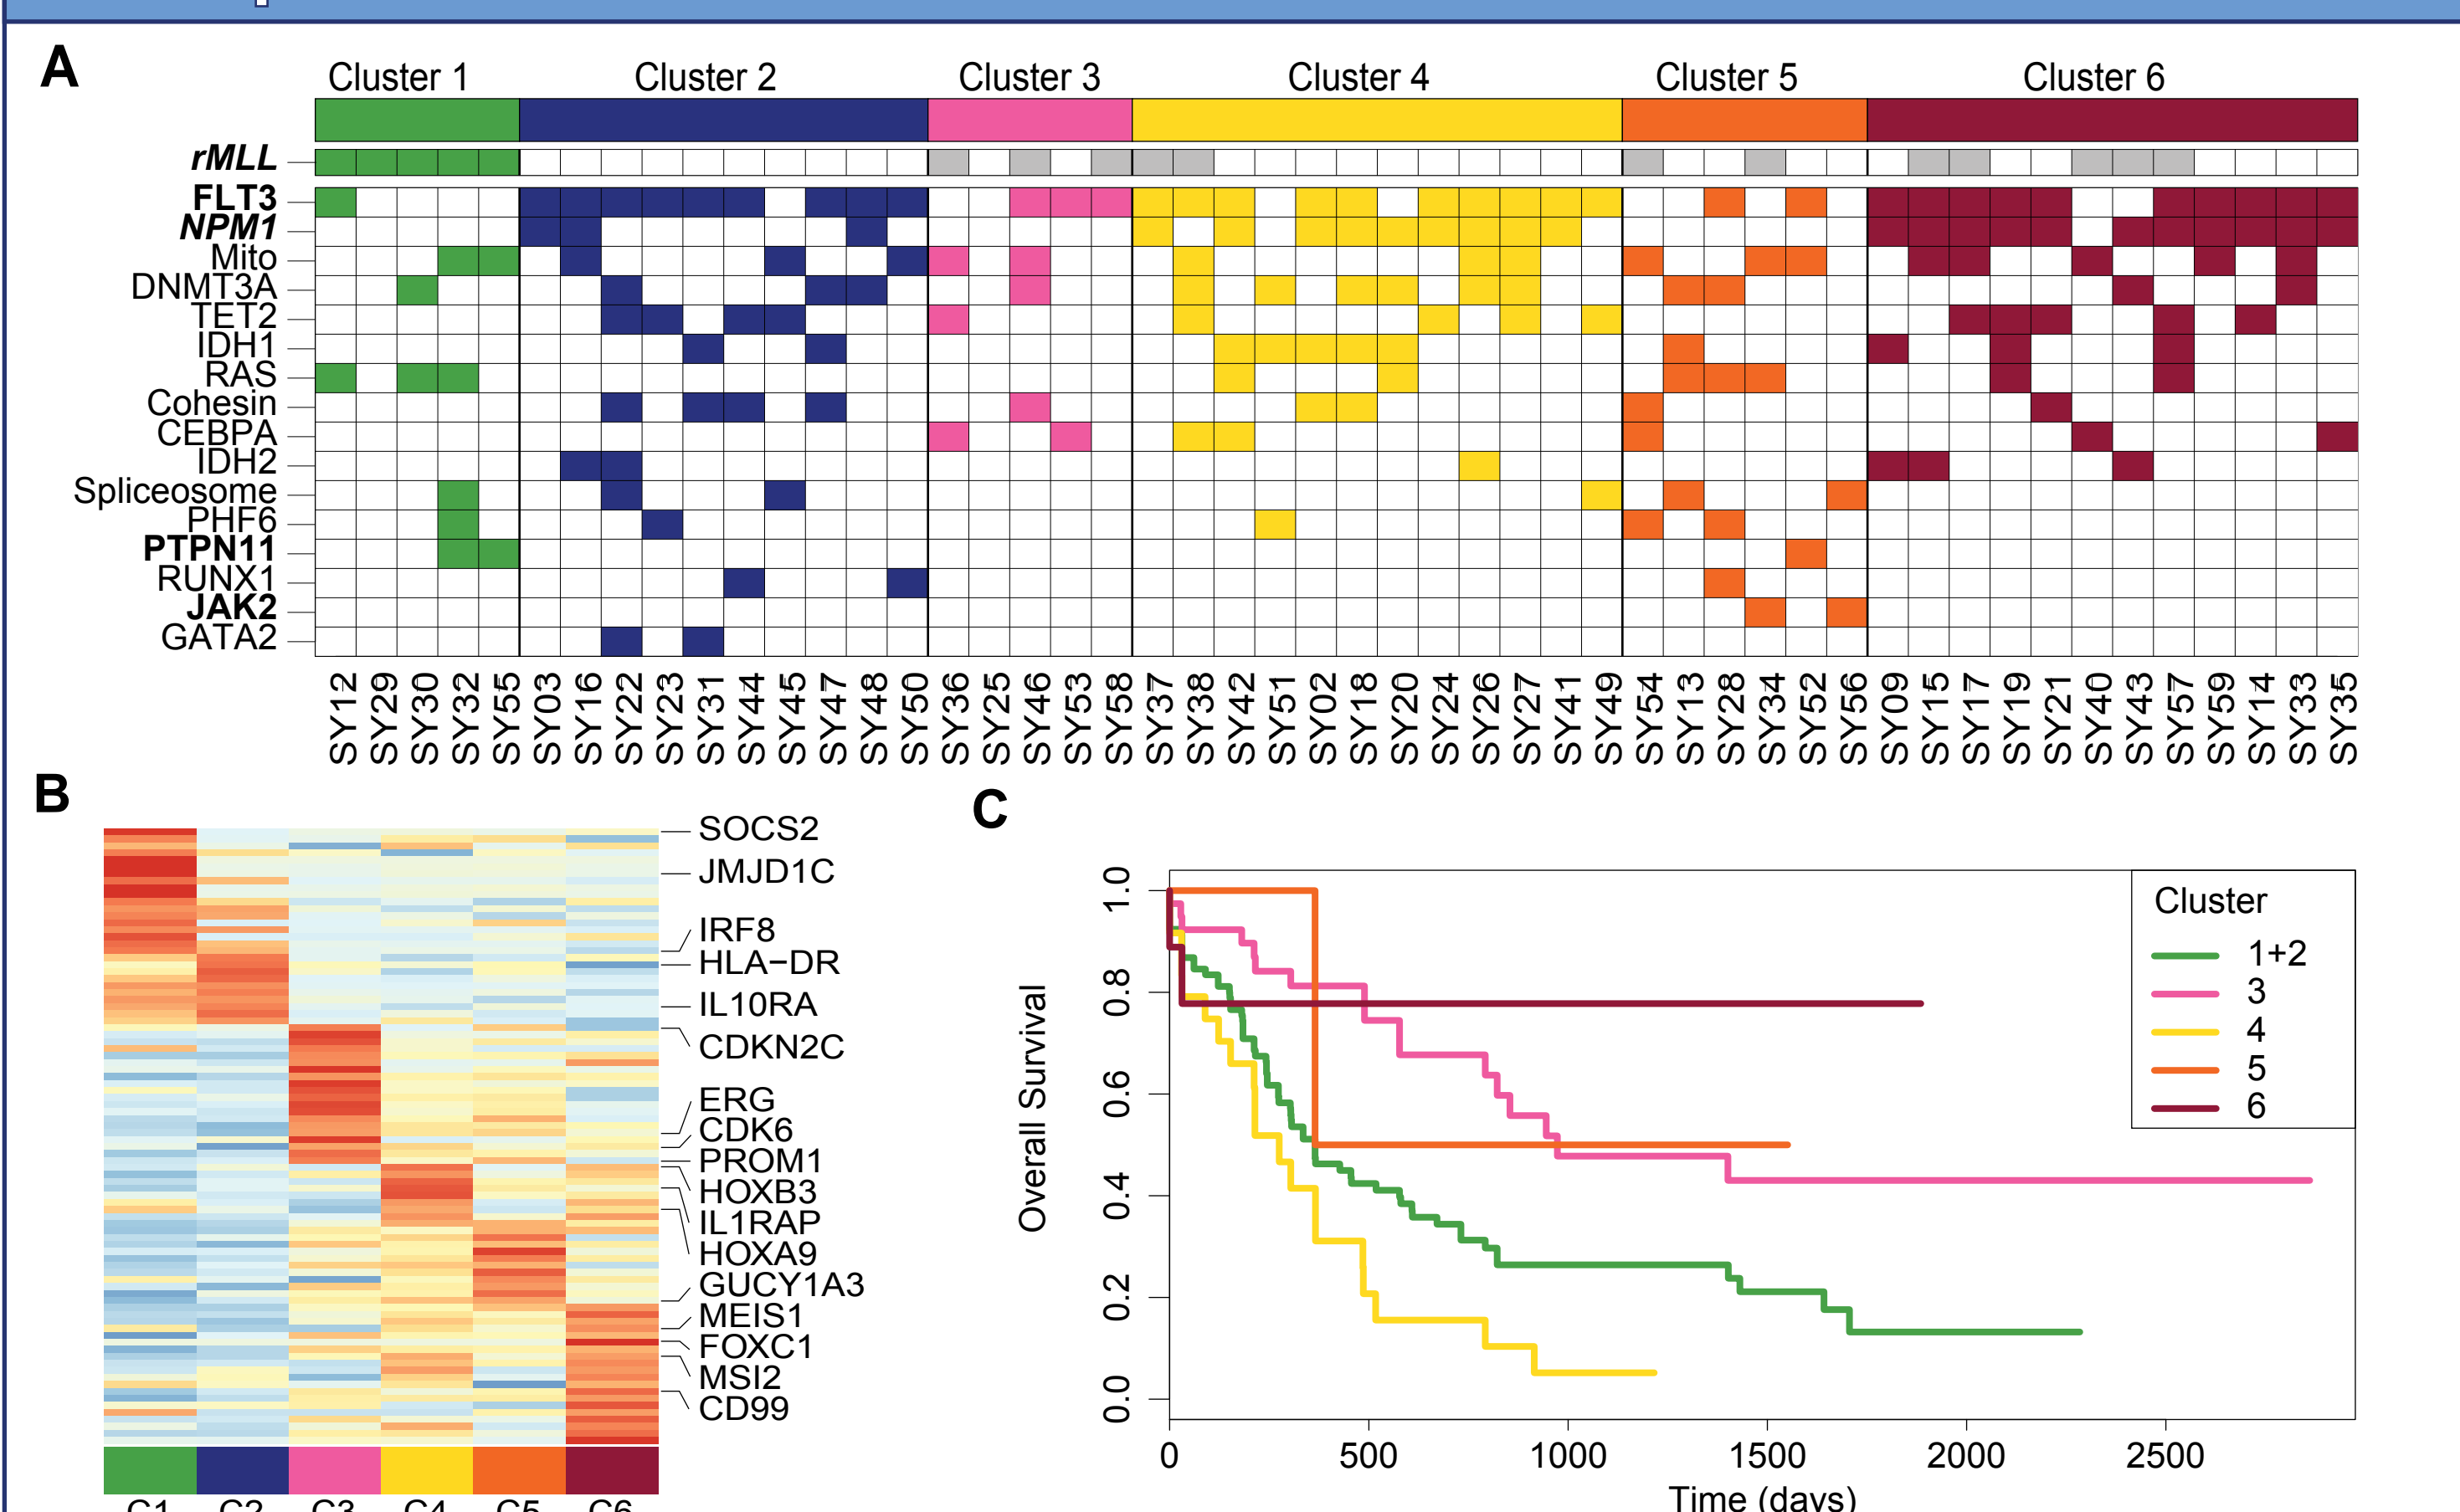 A
Cluster 1 Cluster 2 Cluster 3 Cluster 4 Cluster 5 Cluster 6
rMLL
FLT3
NPM1
Mito
DNMT3A
TET2
IDH1
RAS
Cohesin
CEBPA
IDH2
Spliceosome
PHF6
PTPN11
RUNX1
JAK2
GATA2
SY12 SY29 SY30 SY32 SY55 SY03 SY16 SY22 SY23 SY31 SY44 SY45 SY47 SY48 SY50 SY36 SY25 SY46 SY53 SY58 SY37 SY38 SY42 SY51 SY02 SY18 SY20 SY24 SY26 SY27 SY41 SY49 SY54 SY13 SY28 SY34 SY52 SY56 SY09 SY15 SY17 SY19 SY21 SY40 SY43 SY57 SY59 SY14 SY33 SY35
B
SOCS2
JMJD1C
IRF8
HLA−DR
IL10RA
CDKN2C
ERG
CDK6
PROM1
HOXB3
IL1RAP
HOXA9
GUCY1A3
MEIS1
FOXC1
MSI2
CD99
C1 C2 C3 C4 C5 C6
C
Overall Survival
1.0
0.8
0.6
0.4
0.2
0.0
Cluster
1+2
3
4
5
6
0 500 1000 1500 2000 2500
Time (days)